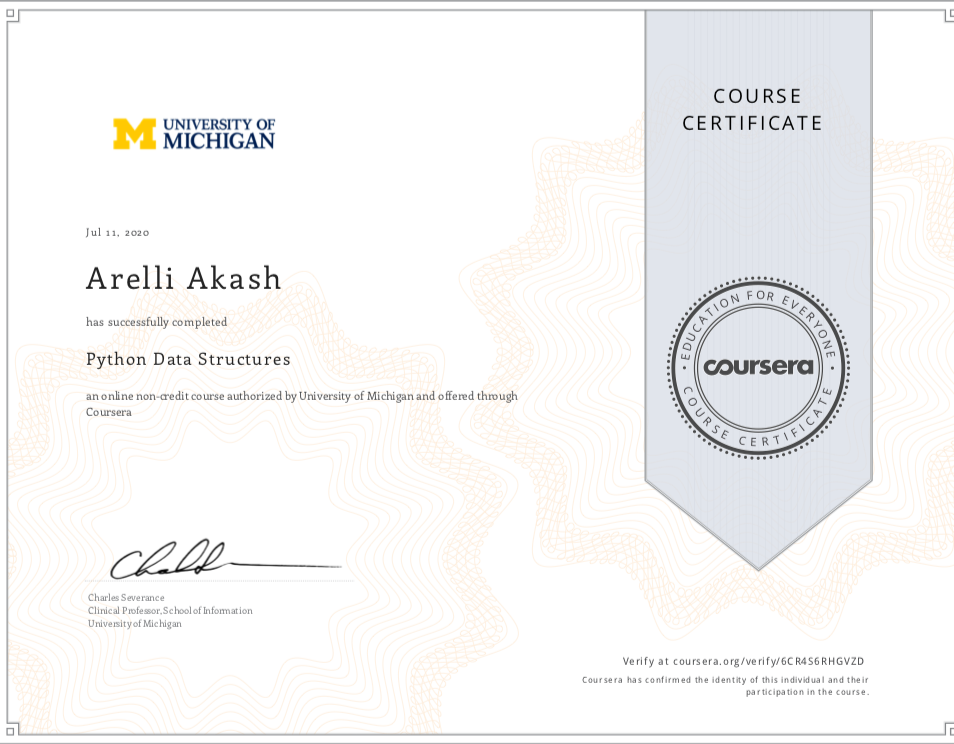 UNIVERSITY OF
MICHIGAN
COURSE
CERTIFICATE
Jul 11, 2020
Arelli Akash
has successfully completed
Python Data Structures
an online non-credit course authorized by University of Michigan and offered through
Coursera
EDUCATION FOR EVERYONE
coursera
COURSE CERTIFICATE
Charles Severance
Clinical Professor, School of Information
University of Michigan
Verify at coursera.org/verify/6CR4S6RHGVZD
Coursera has confirmed the identity of this individual and their
participation in the course.